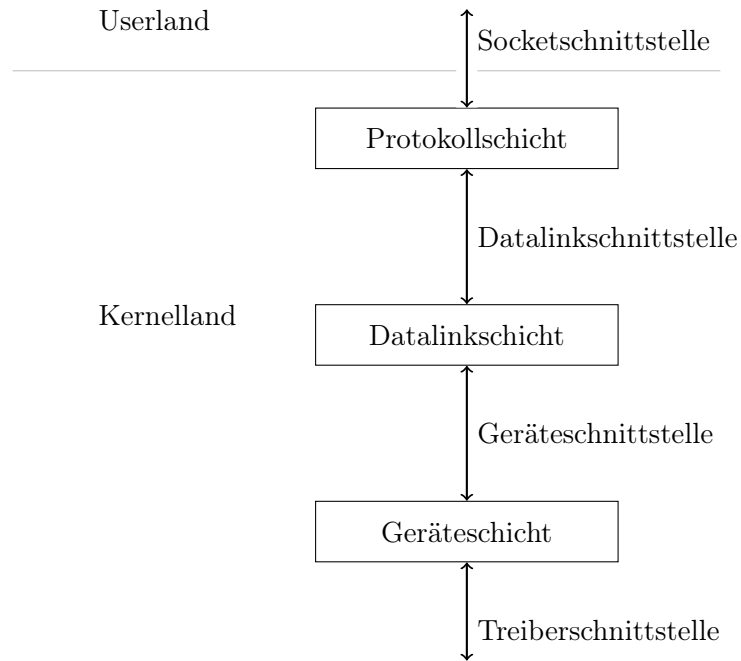 Userland
Socketschnittstelle
Protokollschicht
Datalinkschnittstelle
Kernelland
Datalinkschicht
Geräteschnittstelle
Geräteschicht
Treiberschnittstelle